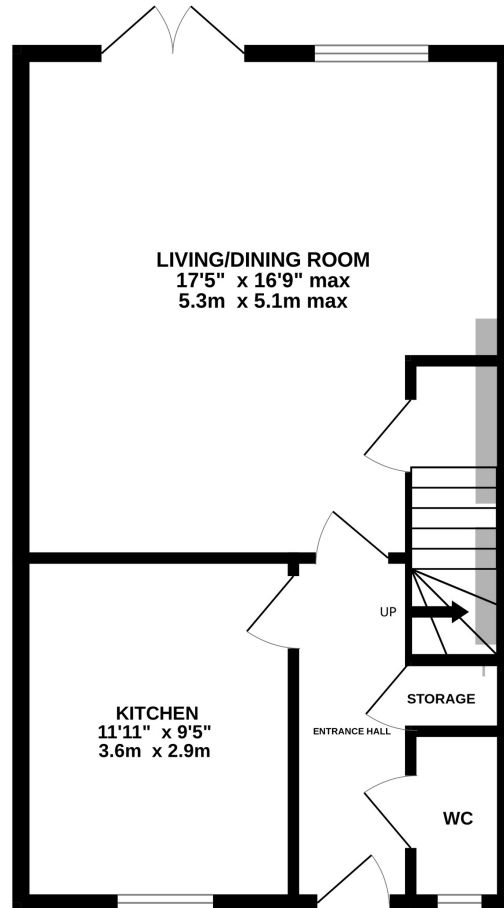 LIVING/DINING ROOM
17'5" x 16'9" max
5.3m x 5.1m max
UP
STORAGE
KITCHEN
11'11" x 9'5"
3.6m x 2.9m
ENTRANCE HALL
WC